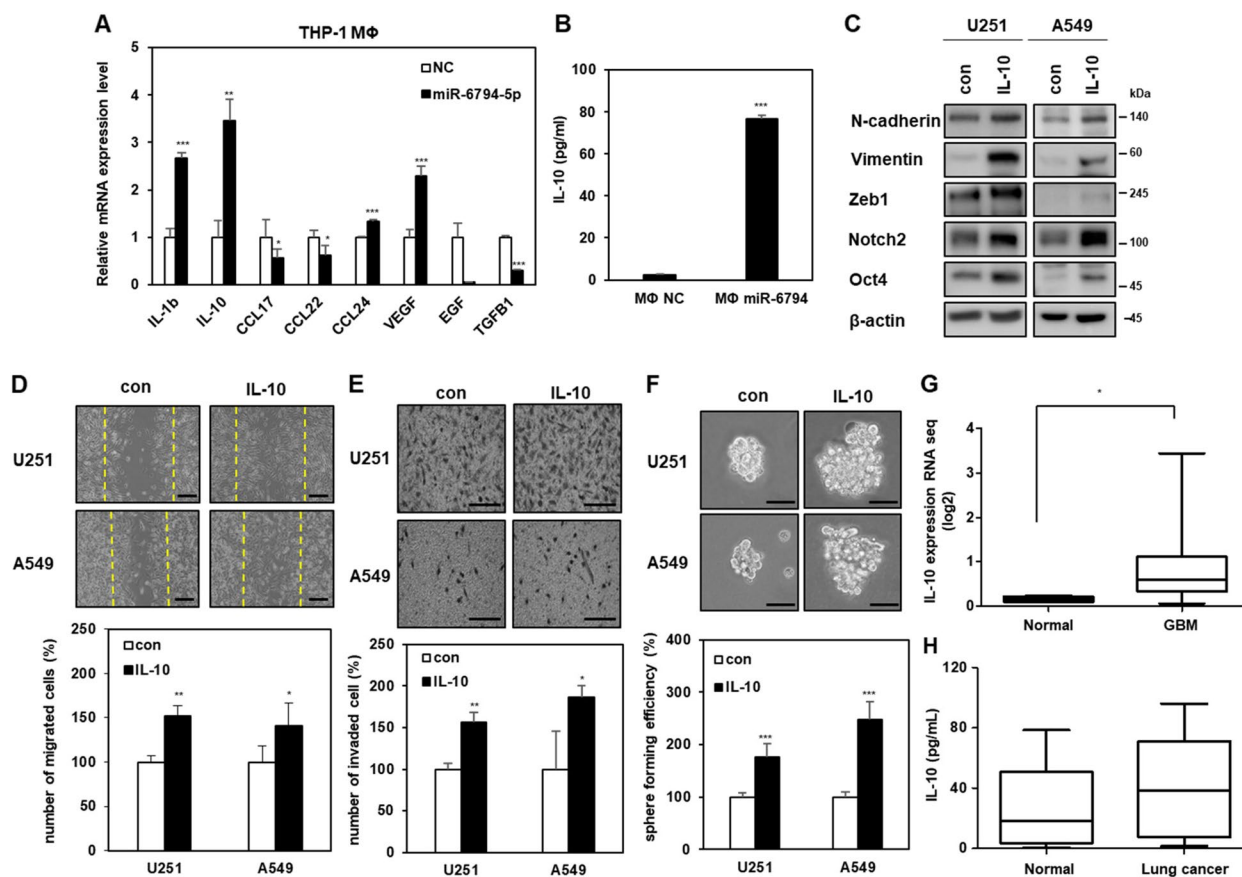 A
THP-1 MΦ
Relative mRNA expression level
5
4
3
2
1
0
NC
miR-6794-5p
***
**
*
*
***
***
***
IL-1b
IL-10
CCL17
CCL22
CCL24
VEGF
EGF
TGFB1
B
IL-10 (pg/ml)
100
80
60
40
20
0
***
MΦ NC
MΦ miR-6794
C
U251
A549
con
IL-10
con
IL-10
kDa
N-cadherin
140
Vimentin
60
Zeb1
245
Notch2
100
Oct4
45
β-actin
45
D
con
IL-10
U251
A549
number of migrated cells (%)
250
200
150
100
50
0
con
IL-10
**
*
U251
A549
E
con
IL-10
U251
A549
number of invaded cell (%)
250
200
150
100
50
0
con
IL-10
**
*
U251
A549
F
con
IL-10
U251
A549
sphere forming efficiency (%)
400
300
200
100
0
con
IL-10
***
***
U251
A549
G
IL-10 expression RNA seq
(log2)
6
4
2
1
0
*
Normal
GBM
H
IL-10 (pg/mL)
120
80
40
0
Normal
Lung cancer